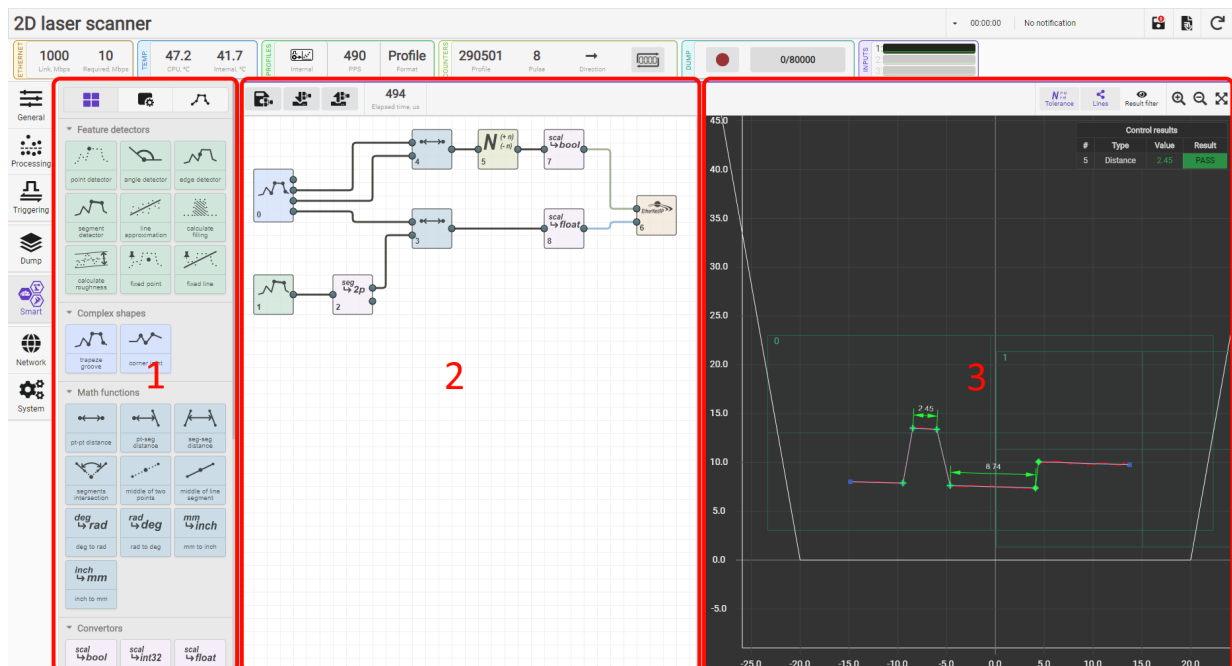 2D laser scanner
00:00:00
No notification
ETHERNET
1000
Link, Mbps
10
Required, Mbps
TEMP
47.2
CPU, °C
41.7
Internal, °C
PROFILES
Internal
490
PPS
Profile
Format
COUNTERS
290501
Profile
8
Pulse
Direction
DUMP
0/80000
INPUTS
1:
2:
3:
General
Processing
Triggering
Dump
Smart
Network
System
Feature detectors
point detector
angle detector
edge detector
segment
detector
line
approximation
calculate
filling
calculate
roughness
fixed point
fixed line
Complex shapes
trapeze
groove
1
Math functions
pt-pt distance
pt-seg
distance
seg-seg
distance
segments
intersection
middle of two
points
middle of line
segment
deg
rad
deg to rad
rad
deg
rad to deg
mm
inch
mm to inch
inch
mm
inch to mm
Convertors
scal
bool
scal
int32
scal
float
494
Elapsed time, us
0
4
N (+ n)
(- n)
5
scal
bool
7
3
scal
float
8
EtherNet/IP>>
6
1
seg
2p
2
2
Tolerance
Lines
Result filter
45.0
40.0
35.0
30.0
25.0
20.0
15.0
10.0
5.0
0.0
-5.0
Control results
# Type Value Result
5 Distance 2.45 PASS
0
1
3
2.45
8.74
-25.0 -20.0 -15.0 -10.0 -5.0 0.0 5.0 10.0 15.0 20.0